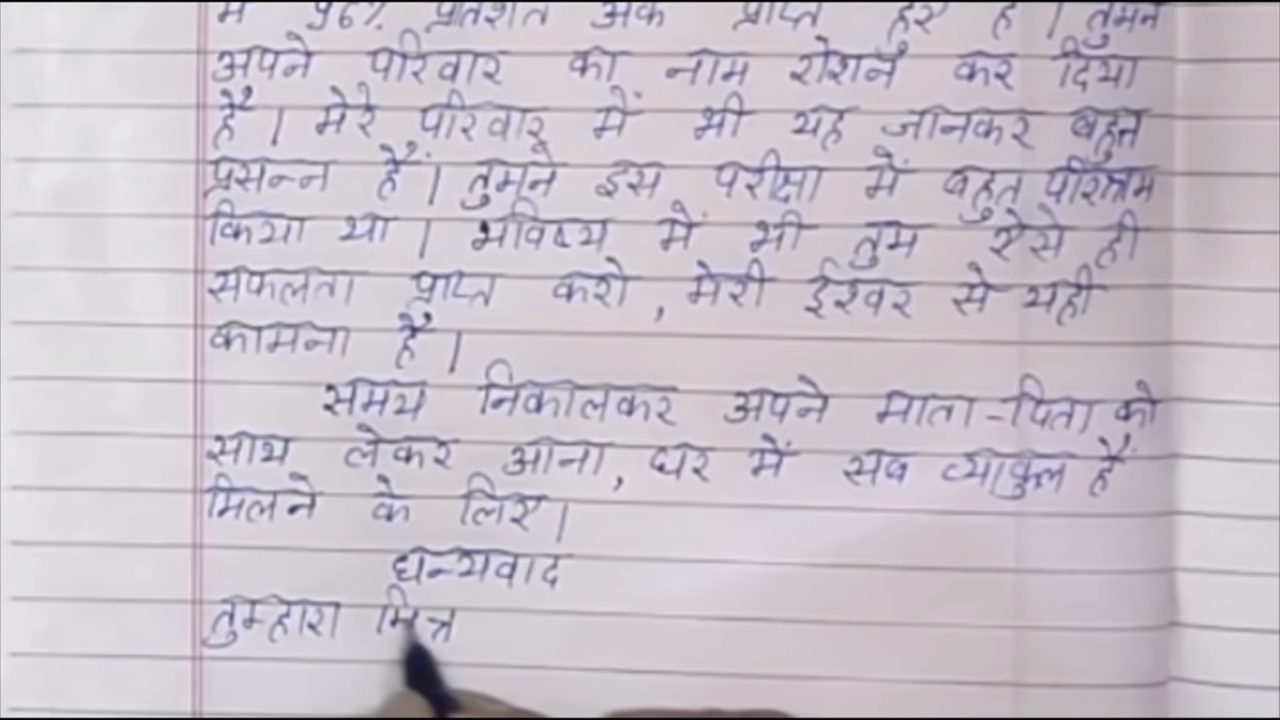 में 96% प्रतिशत अंक प्राप्त हुए है । तुमने
अपने परिवार का नाम रोशन कर दिया
है । मेरे परिवार में भी यह जानकर बहुत
प्रसन्न हैं । तुमने इस परीक्षा में बहुत परिश्रम
किया था । भविष्य में भी तुम ऐसे ही
सफलता प्राप्त करो , मेरी ईश्वर से यही
कामना है ।
समय निकालकर अपने माता - पिता को
साथ लेकर आना , घर में सब व्याकुल हैं
मिलने के लिए ।
धन्यवाद
तुम्हारा मित्र